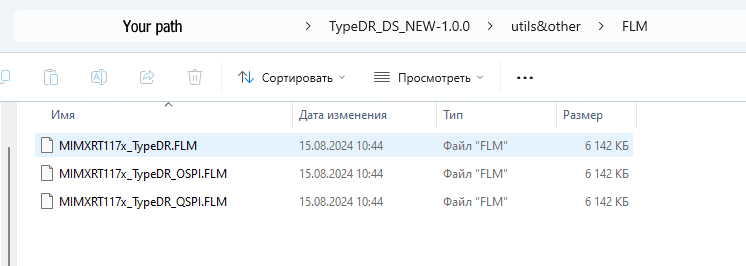 Your path > TypeDR_DS_NEW-1.0.0 > utils&other > FLM
Сортировать Просмотреть ...
Имя Дата изменения Тип Размер
MIMXRT117x_TypeDR.FLM 15.08.2024 10:44 Файл "FLM" 6 142 КБ
MIMXRT117x_TypeDR_OSPI.FLM 15.08.2024 10:44 Файл "FLM" 6 142 КБ
MIMXRT117x_TypeDR_QSPI.FLM 15.08.2024 10:44 Файл "FLM" 6 142 КБ